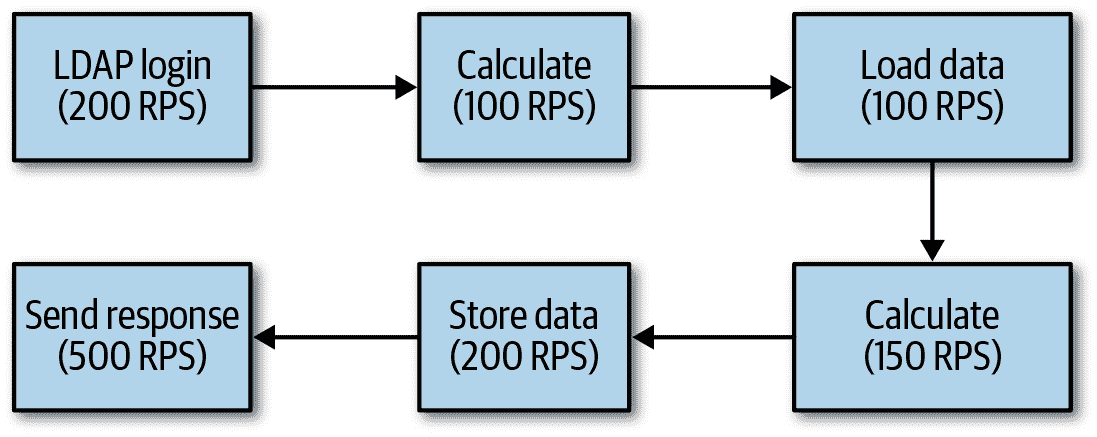 LDAP login
(200 RPS)
Calculate
(100 RPS)
Load data
(100 RPS)
Calculate
(150 RPS)
Store data
(200 RPS)
Send response
(500 RPS)